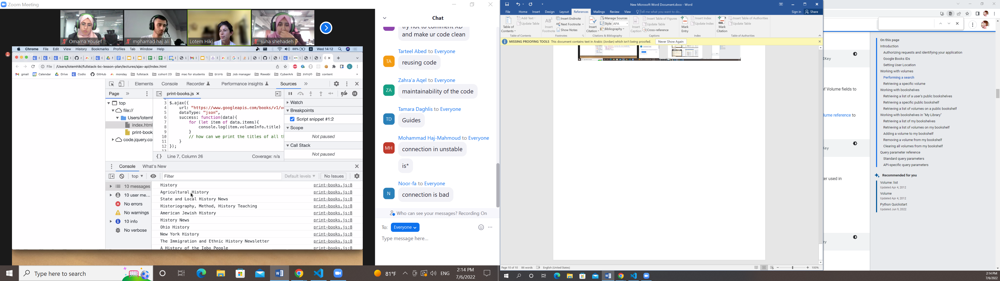 Zoom Meeting
Omama Yousef
mohamad haj ali
Lotem Hiki
suha shehadeh
Chrome File Edit View History Bookmarks Profiles Tab Window Help
88%
Wed 14:12
File /Users/lotemhiki/fullstack-bc-lesson-plan/lectures/ajax-api/index.html
gmail Calendar Drive Codio GitHub monday fullstack cohort 23 mac for students מיונים Job manager Rawabi CyberArk לקוחות content
Elements Console Recorder Performance insights Sources
Page
print-books.js
top
file://
Users/lotemh
index.html
print-book
code.jquery.co
3 $.ajax({
4 url: "https://www.googleapis.com/books/v1/v
5 dataType: "json",
6 success: function(data){
7 for (let item of data.items){
8 console.log(item.volumeInfo.title)
9 }
10 // how can we print the titles of all t
11 }
12 });
13
{} Line 7, Column 26
Coverage: n/a
Watch
Breakpoints
Script snippet #1:2
Scope
Not paused
Call Stack
Not paused
Console What's New
top
Filter
Default levels
No Issues
10 messages
10 user me...
No errors
No warnings
10 info
No verbose
History print-books.js:8
Agricultural History print-books.js:8
State and Local History News print-books.js:8
Historiography, Method, History Teaching print-books.js:8
American Jewish History print-books.js:8
History News print-books.js:8
Ohio History print-books.js:8
New York History print-books.js:8
The Immigration and Ethnic History Newsletter print-books.js:8
A History of the Igbo People print-books.js:8
Chat
try not to comment XD
and make ur code clean
Tarteel Abed to Everyone
TA
reusing code
Zahra'a Aqel to Everyone
ZA
maintainability of the code
Tamara Daghlis to Everyone
TD
Guides
Mohammad Haj-Mahmoud to Everyone
MH
connection in unstable
is*
Noor-fa to Everyone
N
connection is bad
Who can see your messages? Recording On
To: Everyone
Type message here...
Type here to search
81°F
ENG
2:14 PM
7/6/2022
New Microsoft Word Document.docx - Word
File Home Insert Design Layout References Mailings Review View Tell me what you want to do...
Sign in
Share
Table of Contents
Add Text
Update Table
Table of Contents
AB
Insert Footnote
Insert Endnote
Next Footnote
Show Notes
Footnotes
Insert Citation
Manage Sources
Style: APA
Bibliography
Citations & Bibliography
Insert Caption
Insert Table of Figures
Update Table
Cross-reference
Captions
Mark Entry
Insert Index
Update Index
Index
Mark Citation
Insert Table of Authorities
Update Table
Table of Authorities
MISSING PROOFING TOOLS This document contains text in Arabic (Jordan) which isn't being proofed.
Never Show Again
Page 10 of 10 86 words English (United States)
100%
of Volume fields to
lume reference to
ter used in
On this page
Introduction
Authorizing requests and identifying your application
Google Books IDs
Setting User Location
Working with volumes
Performing a search
Retrieving a specific volume
Working with bookshelves
Retrieving a list of a user's public bookshelves
Retrieving a specific public bookshelf
Retrieving a list of volumes on a public bookshelf
Working with bookshelves in "My Library"
Retrieving a list of my bookshelves
Retrieving a list of volumes on my bookshelf
Adding a volume to my bookshelf
Removing a volume from my bookshelf
Clearing all volumes from my bookshelf
Query parameter reference
Standard query parameters
API-specific query parameters
Recommended for you
Volume: list
Updated Apr 4, 2012
Volume
Updated Apr 4, 2012
Python Quickstart
Updated Jun 9, 2022
2:14 PM
7/6/2022